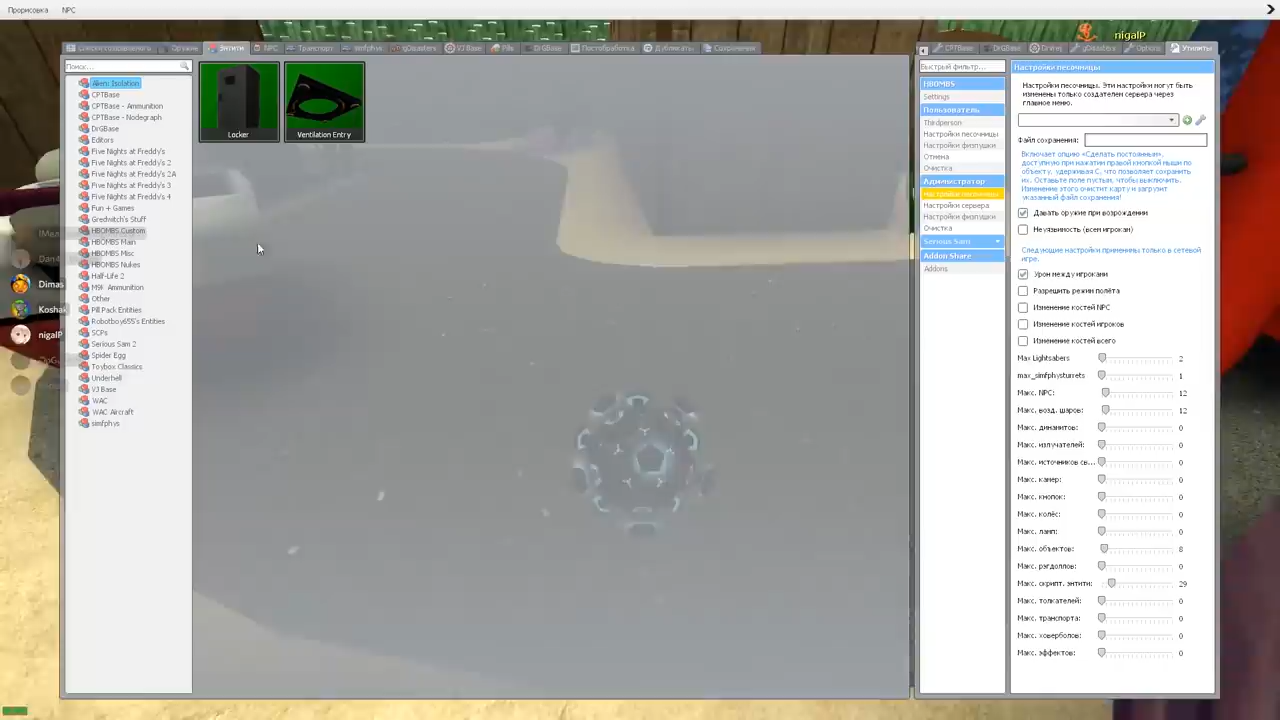 Прорисовка NPC
nigaIP
Списки создаваемого Оружие Энтити NPC Транспорт simfphys gDisasters VJ Base Pills DrGBase Постобработка Дубликаты Сохранения
CPTBase DrGBase gDisasters Options Утилиты
Поиск...
Alien: Isolation
CPTBase
CPTBase - Ammunition
CPTBase - Nodegraph
DrGBase
Editors
Five Nights at Freddy's
Five Nights at Freddy's 2
Five Nights at Freddy's 2A
Five Nights at Freddy's 3
Five Nights at Freddy's 4
Fun + Games
Gredwitch's Stuff
HBOMBS Custom
HBOMBS Main
HBOMBS Misc
HBOMBS Nukes
Half-Life 2
M9K Ammunition
Other
Pill Pack Entities
Robotboy655's Entities
SCPs
Serious Sam 2
Spider Egg
Toybox Classics
Underhell
VJ Base
WAC
WAC Aircraft
simfphys
Dimas
Koshak
nigaIP
Locker
Ventilation Entry
Быстрый фильтр...
HBOMBS
Settings
Пользователь
Thirdperson
Настройки песочницы
Настройки физпушки
Отмена
Очистка
Администратор
Настройки песочницы
Настройки сервера
Настройки физпушки
Очистка
Serious Sam
Addon Share
Addons
Настройки песочницы
Настройки песочницы. Эти настройки могут быть
изменены только создателем сервера через
главное меню.
Файл сохранения:
Включает опцию «Сделать постоянным»,
доступную при нажатии правой кнопкой мыши по
объекту, удерживая C, что позволяет сохранить
их. Оставьте поле пустым, чтобы выключить.
Изменение этого очистит карту и загрузит
указанный файл сохранения!
Давать оружие при возрождении
Неуязвимость (всем игрокам)
Следующие настройки применимы только в сетевой
игре.
Урон между игроками
Разрешить режим полёта
Изменение костей NPC
Изменение костей игроков
Изменение костей всего
Max Lightsabers 2
max_simfphysturrets 1
Макс. NPC: 12
Макс. возд. шаров: 12
Макс. динамитов: 0
Макс. излучателей: 0
Макс. источников св... 0
Макс. камер: 0
Макс. кнопок: 0
Макс. колёс: 0
Макс. ламп: 0
Макс. объектов: 8
Макс. рэгдоллов: 0
Макс. скрипт. энтити: 29
Макс. толкателей: 0
Макс. транспорта: 0
Макс. ховерболов: 0
Макс. эффектов: 0